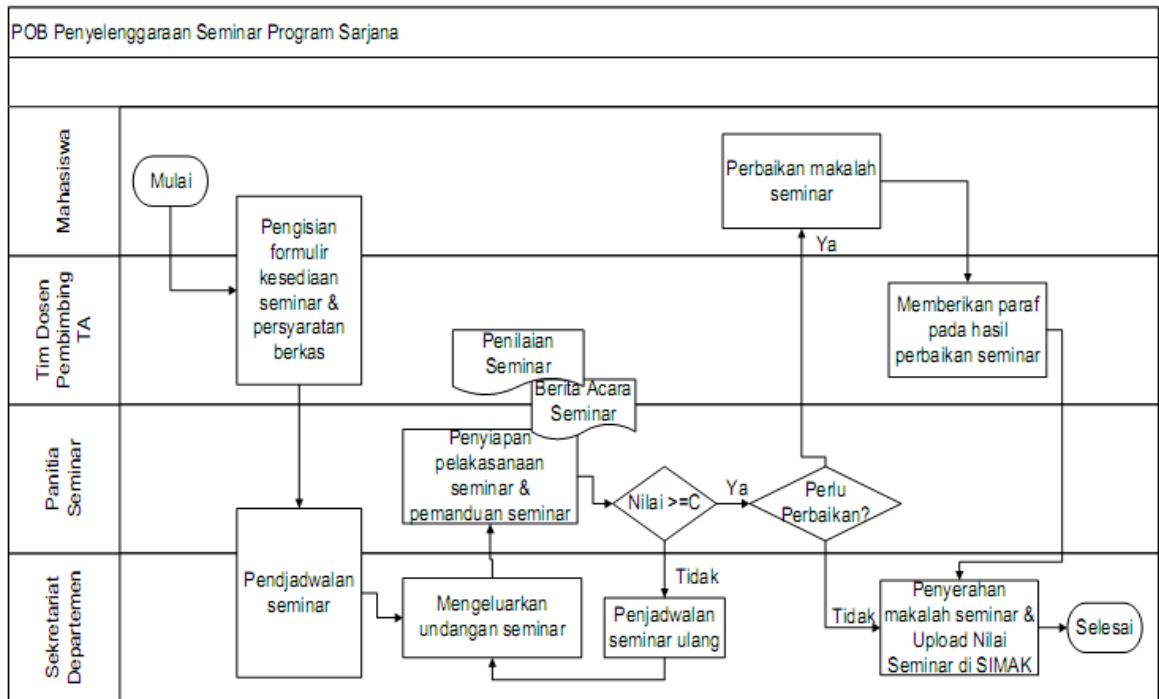 POB Penyelenggaraan Seminar Program Sarjana
Mahasiswa
Mulai
Pengisian
formulir
kesediaan
seminar &
persyaratan
berkas
Perbaikan makalah
seminar
Ya
Tim Dosen
Pembimbing
TA
Penilaian
Seminar
Berita Acara
Seminar
Memberikan paraf
pada hasil
perbaikan seminar
Panitia
Seminar
Penyiapan
pelakasanaan
seminar &
pemanduan seminar
Nilai >=C
Ya
Perlu
Perbaikan?
Sekretariat
Departemen
Pendjadwalan
seminar
Mengeluarkan
undangan seminar
Tidak
Penjadwalan
seminar ulang
Tidak
Penyerahan
makalah seminar &
Upload Nilai
Seminar di SIMAK
Selesai